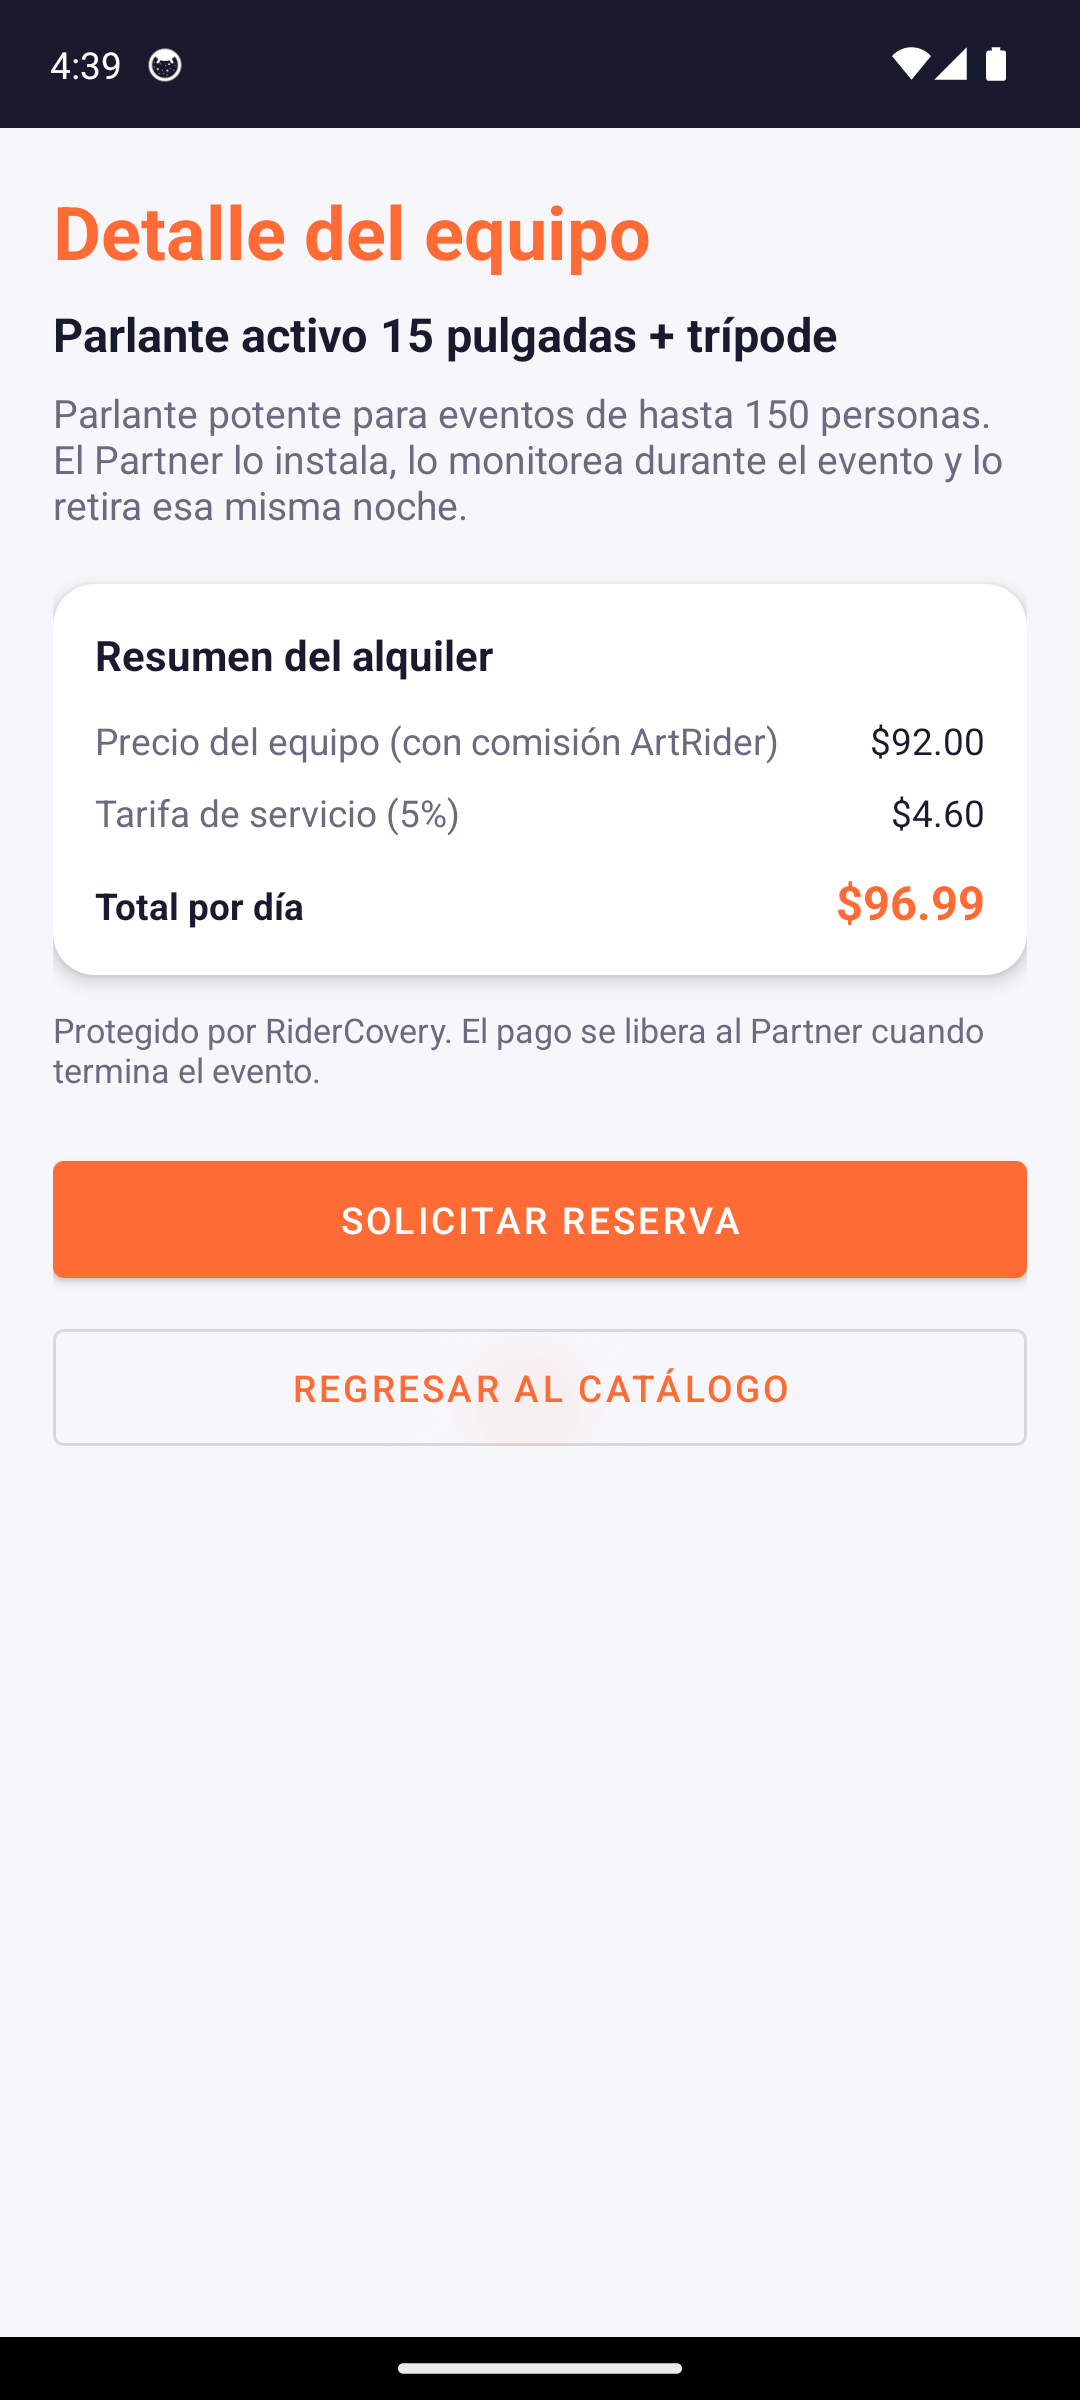 4:39
Detalle del equipo
Parlante activo 15 pulgadas + trípode
Parlante potente para eventos de hasta 150 personas.
El Partner lo instala, lo monitorea durante el evento y lo
retira esa misma noche.
Resumen del alquiler
Precio del equipo (con comisión ArtRider) $92.00
Tarifa de servicio (5%) $4.60
Total por día $96.99
Protegido por RiderCovery. El pago se libera al Partner cuando
termina el evento.
SOLICITAR RESERVA
REGRESAR AL CATÁLOGO